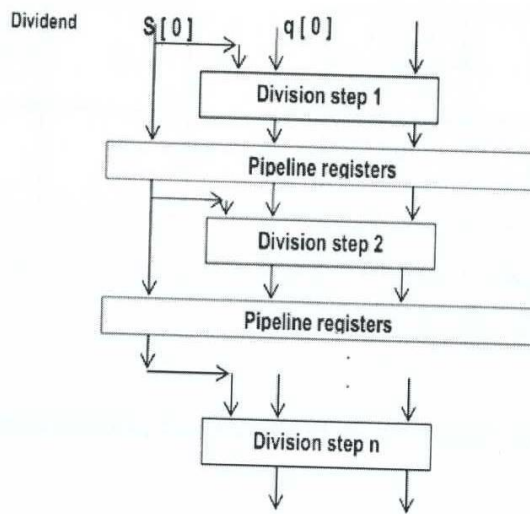 Dividend S[0] q[0]
Division step 1
Pipeline registers
Division step 2
Pipeline registers
Division step n